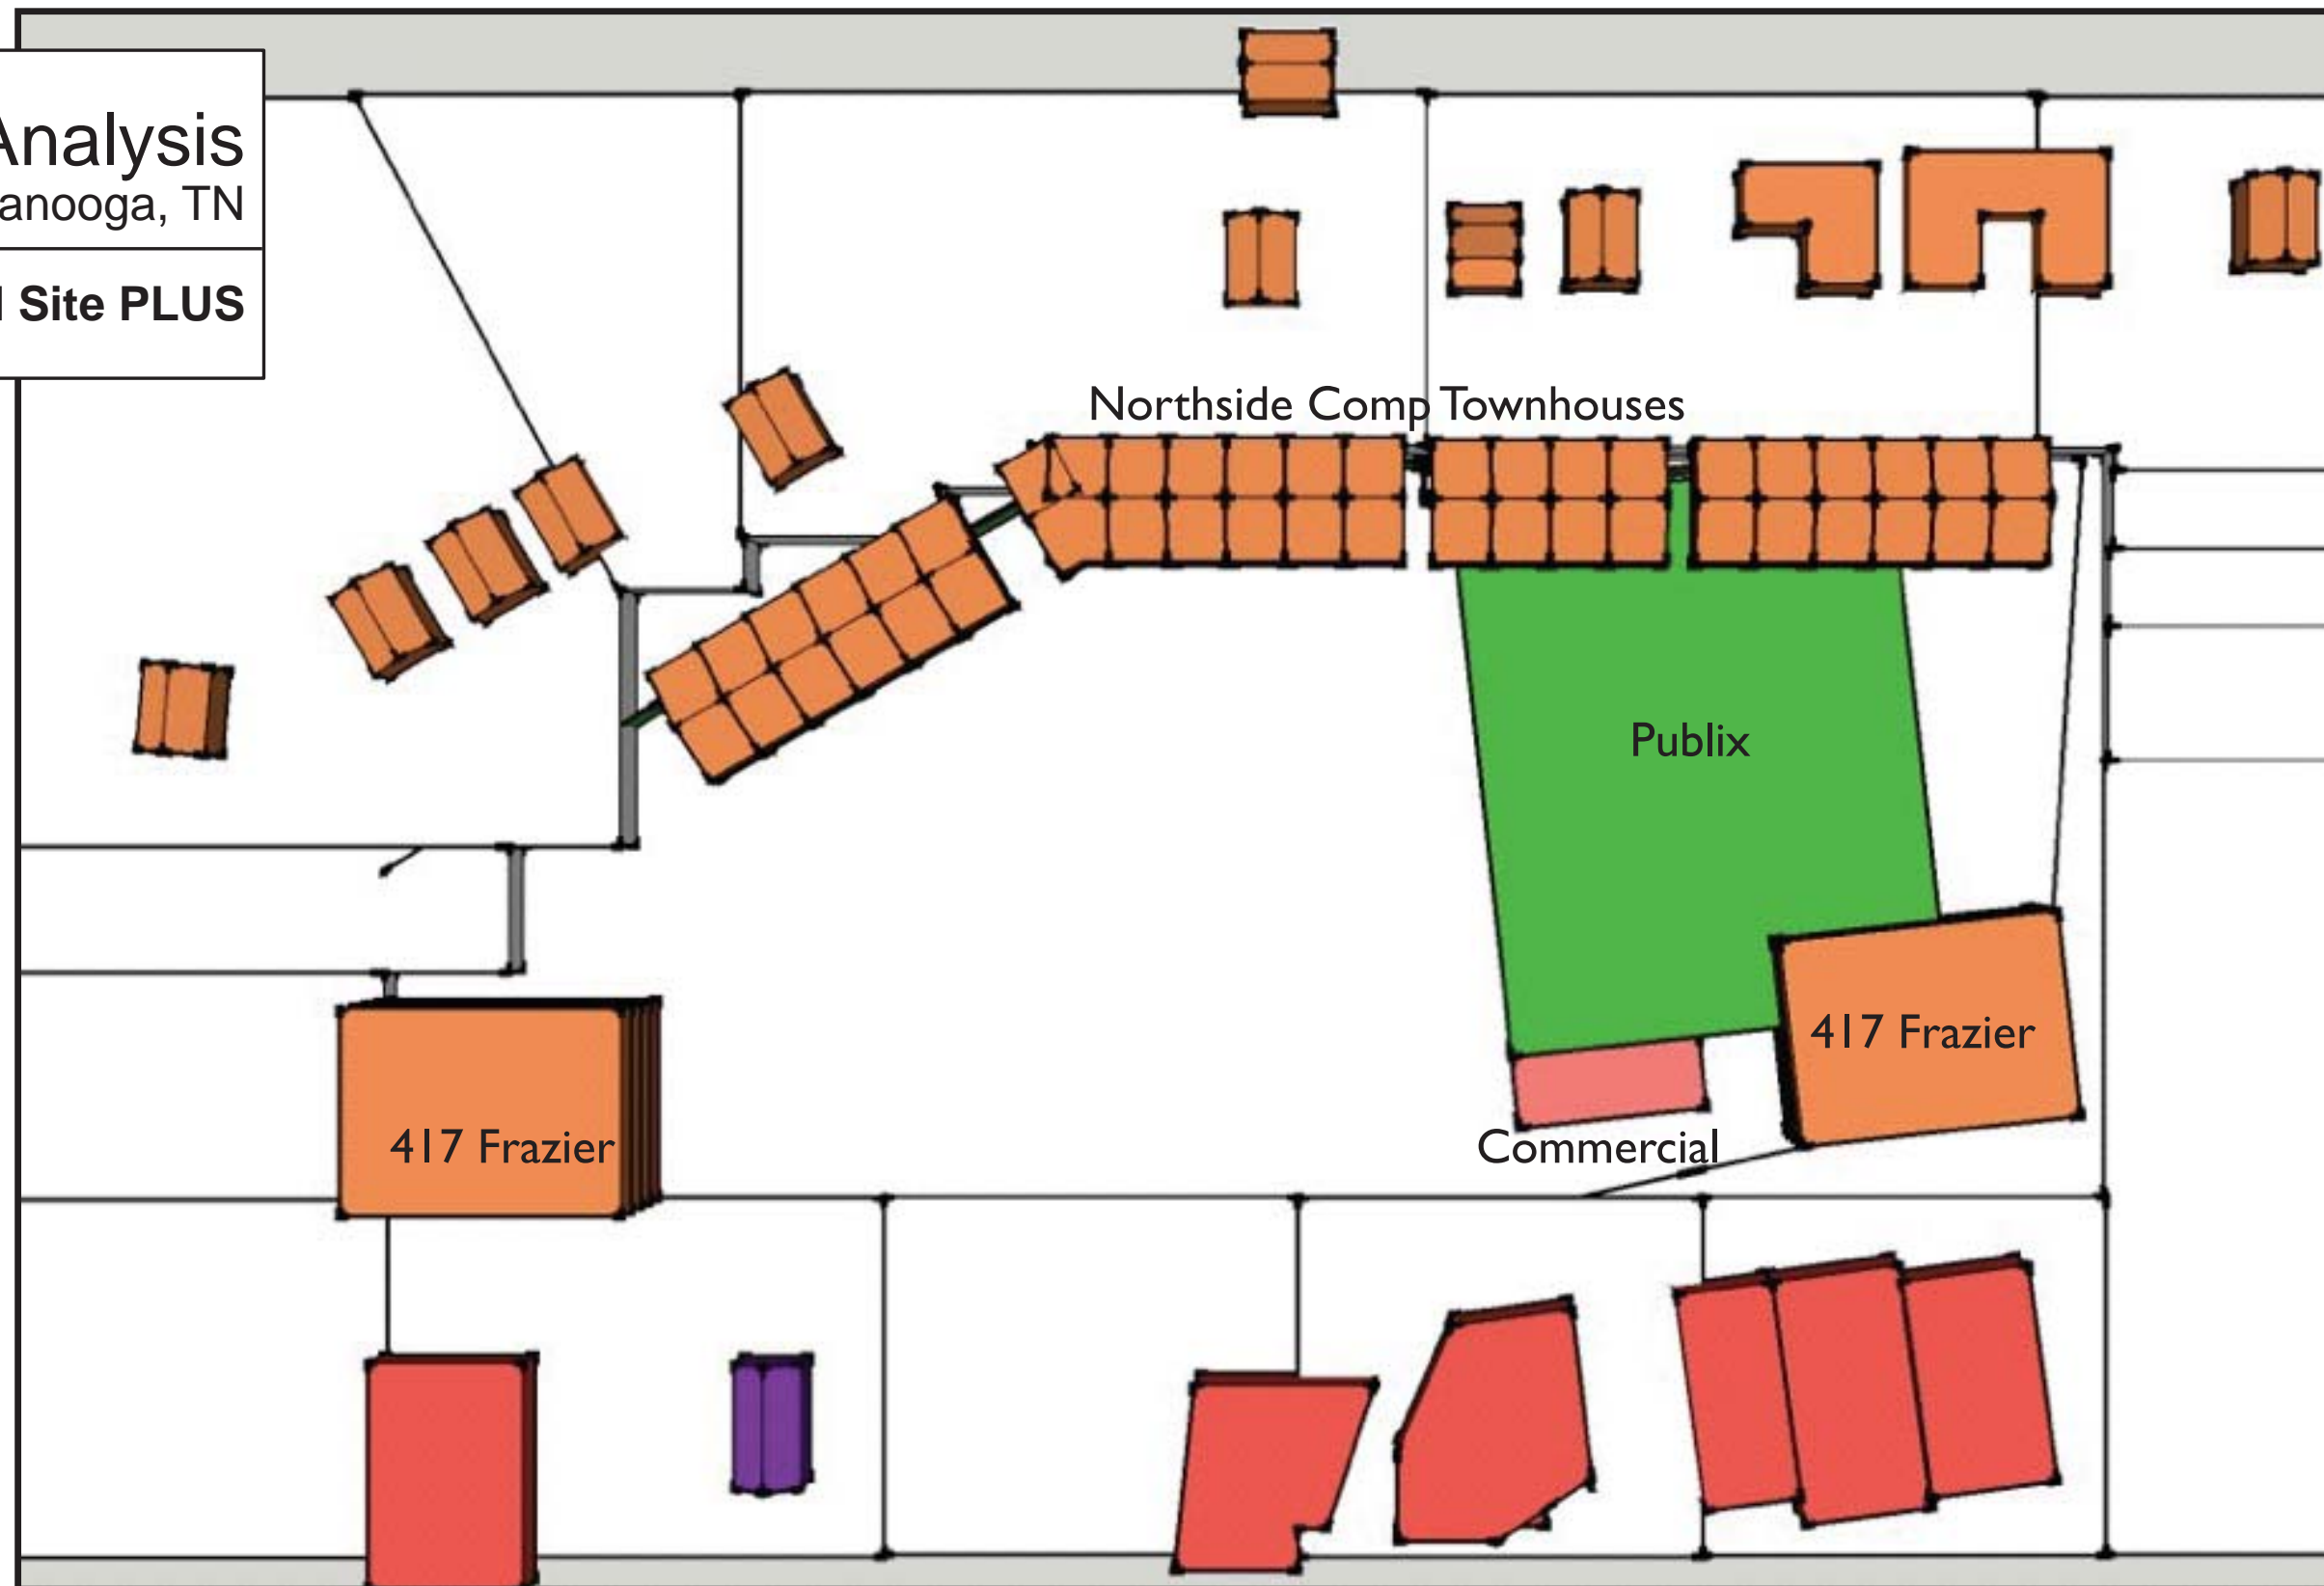 Analysis
anooga, TN
Site PLUS
Northside Comp Townhouses
Publix
417 Frazier
417 Frazier
Commercial